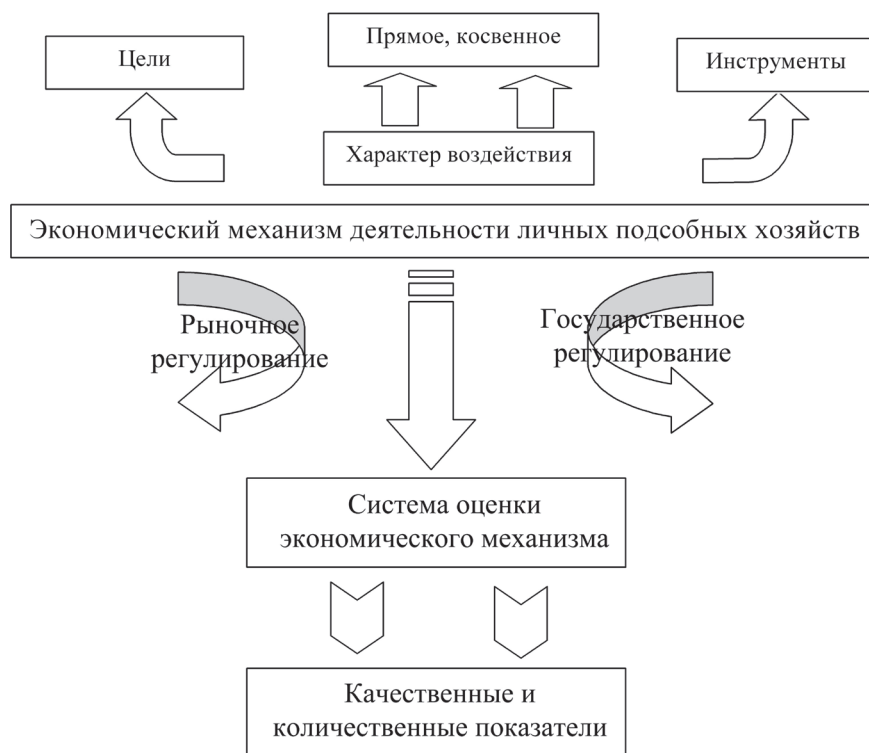 Цели
Прямое, косвенное
Инструменты
Характер воздействия
Экономический механизм деятельности личных подсобных хозяйств
Рыночное
регулирование
Государственное
регулирование
Система оценки
экономического механизма
Качественные и
количественные показатели